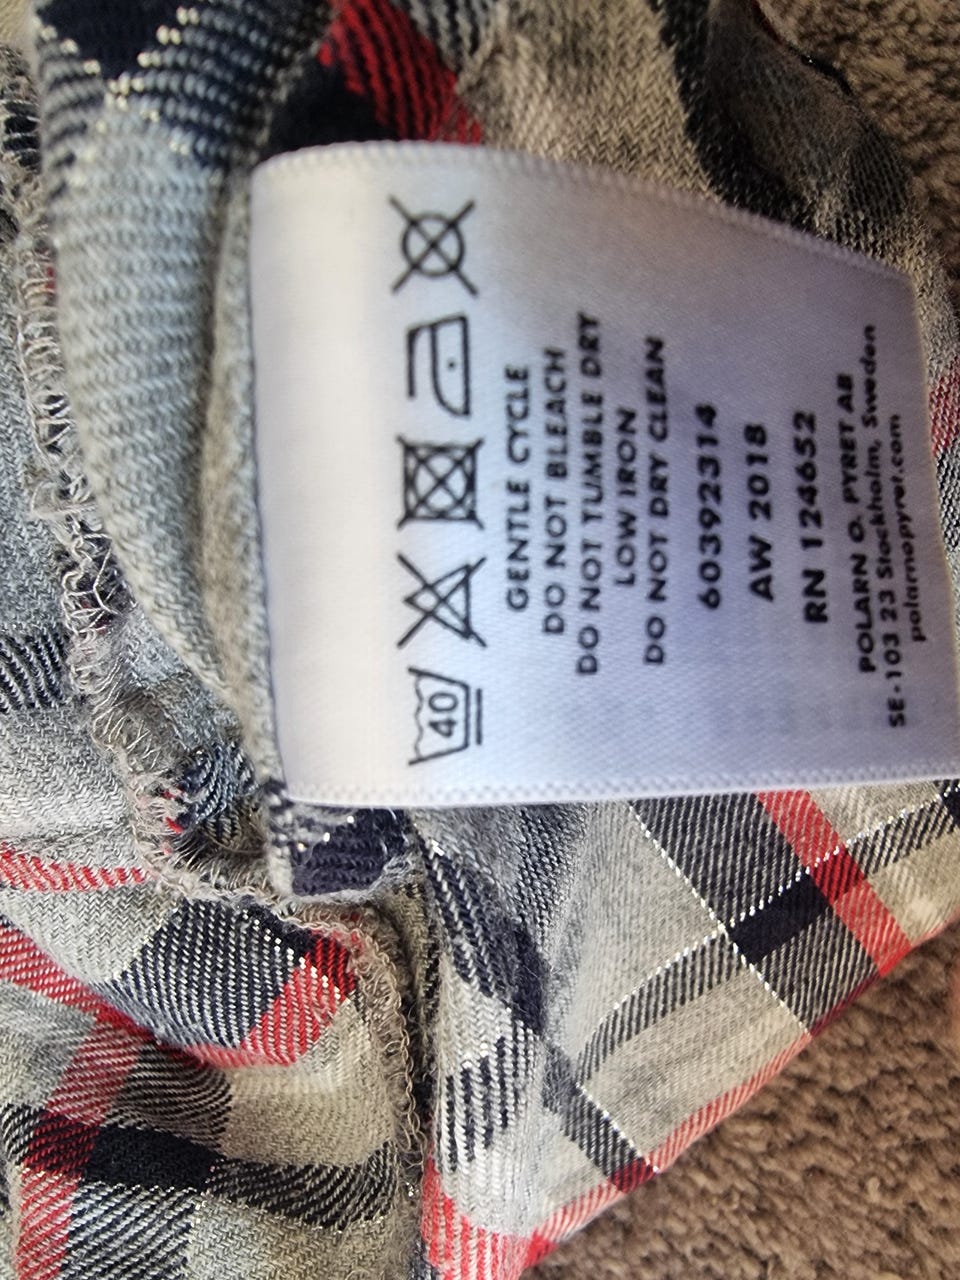 40
GENTLE CYCLE
DO NOT BLEACH
DO NOT TUMBLE DRY
LOW IRON
DO NOT DRY CLEAN
60392314
AW 2018
RN 124652
POLARN O. PYRET AB
SE-103 23 Stockholm, Sweden
polarnopyret.com